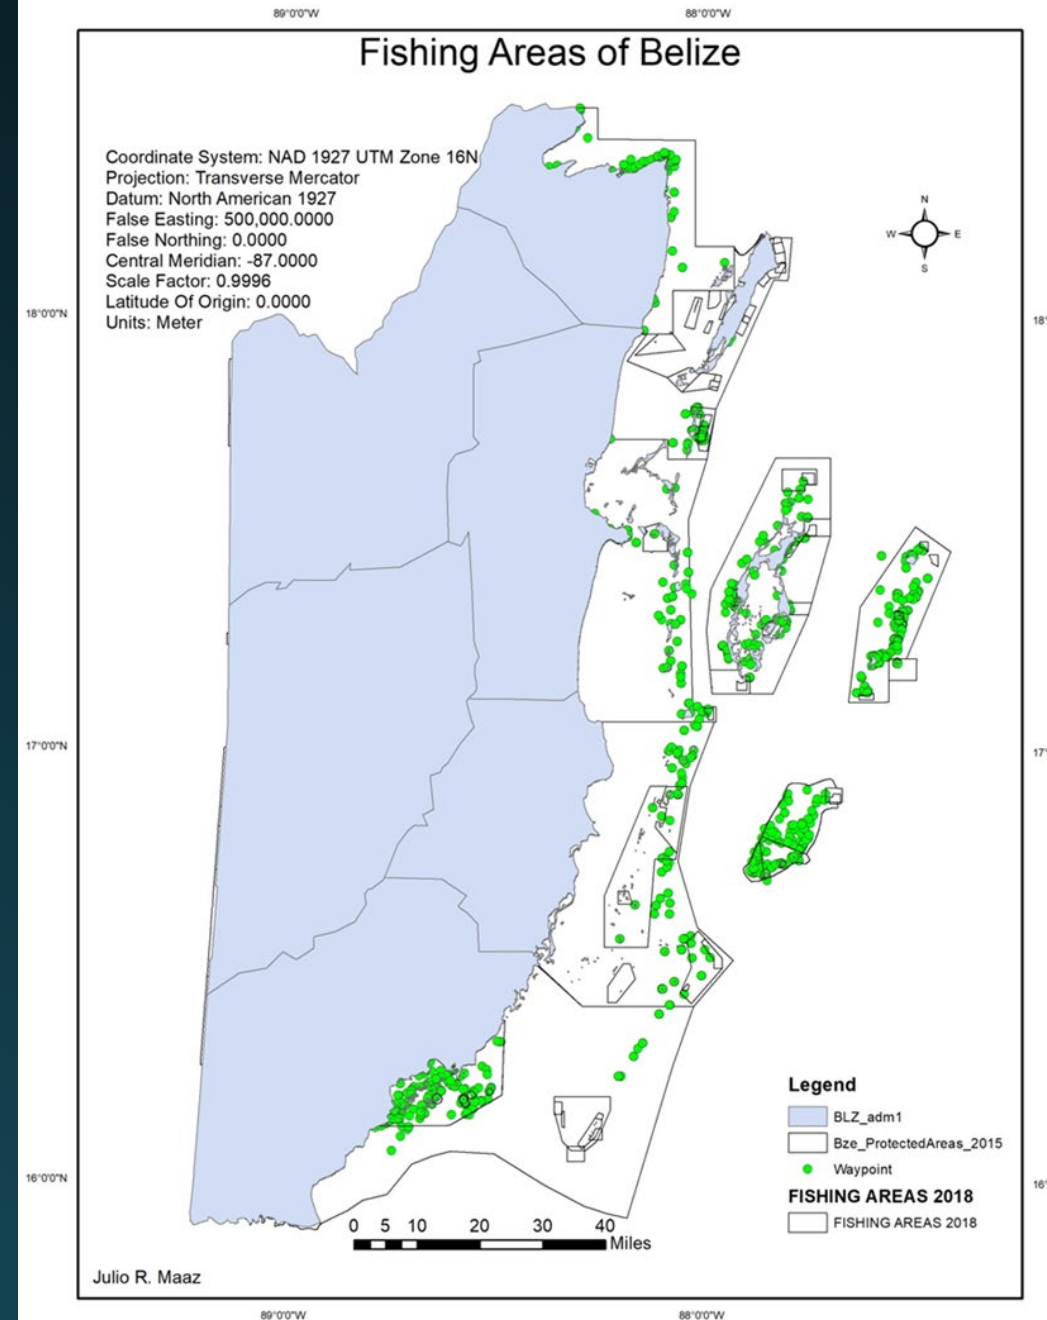 89°0'0"W 88°0'0"W
Fishing Areas of Belize
Coordinate System: NAD 1927 UTM Zone 16N
Projection: Transverse Mercator
Datum: North American 1927
False Easting: 500,000.0000
False Northing: 0.0000
Central Meridian: -87.0000
Scale Factor: 0.9996
Latitude Of Origin: 0.0000
Units: Meter
N
W E
S
18°0'0"N 18°
17°0'0"N 17°
Legend
BLZ_adm1
Bze_ProtectedAreas_2015
Waypoint
16°0'0"N 16°
FISHING AREAS 2018
FISHING AREAS 2018
0 5 10 20 30 40
Miles
Julio R. Maaz
89°0'0"W 88°0'0"W